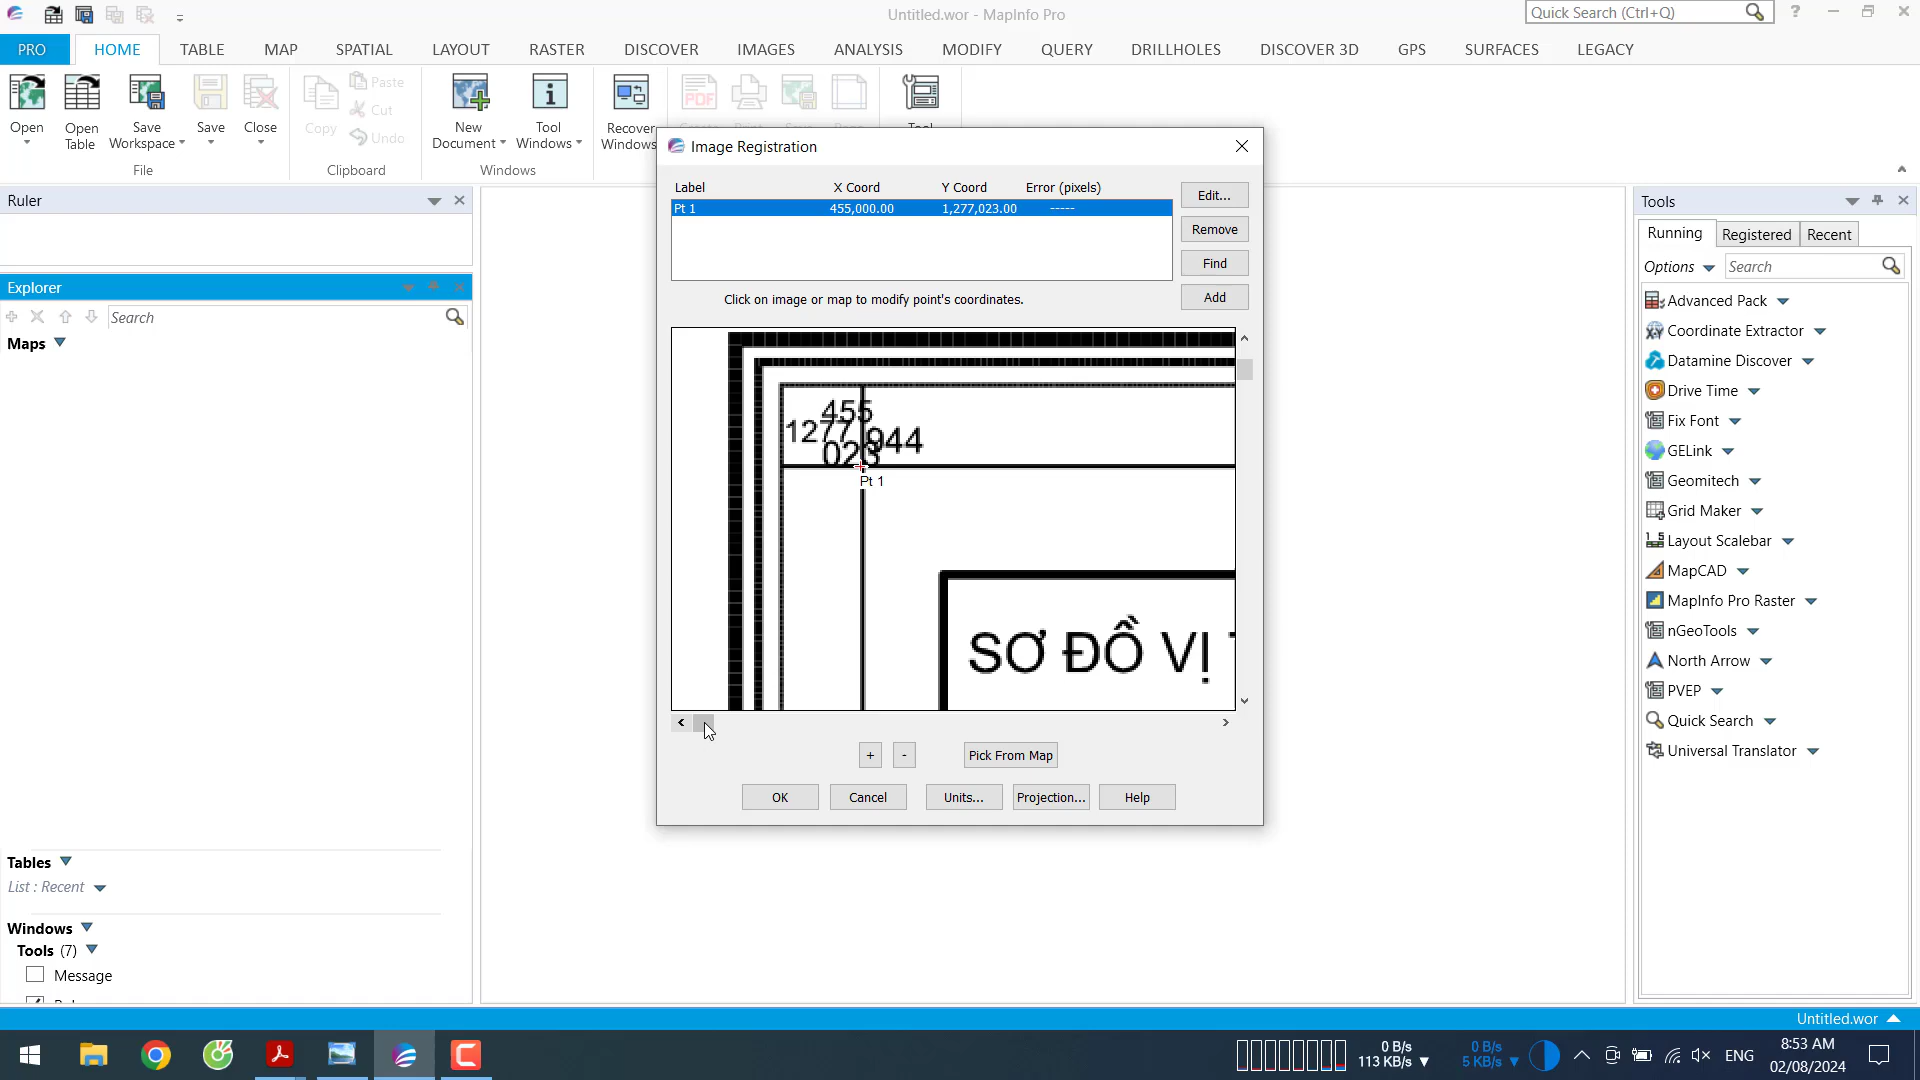 Untitled.wor - MapInfo Pro
Quick Search (Ctrl+Q)
PRO HOME TABLE MAP SPATIAL LAYOUT RASTER DISCOVER IMAGES ANALYSIS MODIFY QUERY DRILLHOLES DISCOVER 3D GPS SURFACES LEGACY
Open
Open Table
Save Workspace
Save
Close
File
Copy
Paste
Cut
Undo
Clipboard
New Document
Tool Windows
Windows
Recover Windows
PDF
Ruler
Explorer
Search
Maps
Tables
List : Recent
Windows
Tools (7)
Message
Image Registration
Label X Coord Y Coord Error (pixels)
Pt 1 455,000.00 1,277,023.00 -----
Edit...
Remove
Find
Add
Click on image or map to modify point's coordinates.
455
1277 944
023
Pt 1
SƠ ĐỒ VỊ
+ - Pick From Map
OK Cancel Units... Projection... Help
Tools
Running Registered Recent
Options Search
Advanced Pack
Coordinate Extractor
Datamine Discover
Drive Time
Fix Font
GELink
Geomitech
Grid Maker
Layout Scalebar
MapCAD
MapInfo Pro Raster
nGeoTools
North Arrow
PVEP
Quick Search
Universal Translator
Untitled.wor
0 B/s
113 KB/s
0 B/s
5 KB/s
ENG
8:53 AM
02/08/2024